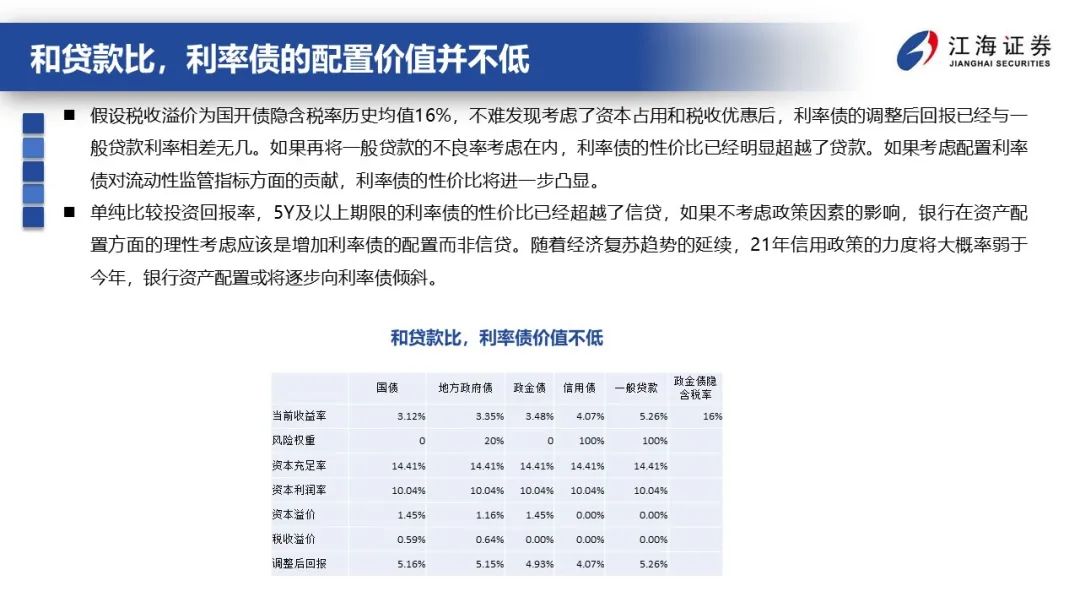 和贷款比，利率债的配置价值并不低
江海证券
JIANGHAI SECURITIES
■ 假设税收溢价为国开债隐含税率历史均值16%，不难发现考虑了资本占用和税收优惠后，利率债的调整后回报已经与一
般贷款利率相差无几。如果再将一般贷款的不良率考虑在内，利率债的性价比已经明显超越了贷款。如果考虑配置利率
债对流动性监管指标方面的贡献，利率债的性价比将进一步凸显。
■ 单纯比较投资回报率，5Y及以上期限的利率债的性价比已经超越了信贷，如果不考虑政策因素的影响，银行在资产配
置方面的理性考虑应该是增加利率债的配置而非信贷。随着经济复苏趋势的延续，21年信用政策的力度将大概率弱于
今年，银行资产配置或将逐步向利率债倾斜。
和贷款比，利率债价值不低
国债 地方政府债 政金债 信用债 一般贷款 政金债隐
含税率
当前收益率 3.12% 3.35% 3.48% 4.07% 5.26% 16%
风险权重 0 20% 0 100% 100%
资本充足率 14.41% 14.41% 14.41% 14.41% 14.41%
资本利润率 10.04% 10.04% 10.04% 10.04% 10.04%
资本溢价 1.45% 1.16% 1.45% 0.00% 0.00%
税收溢价 0.59% 0.64% 0.00% 0.00% 0.00%
调整后回报 5.16% 5.15% 4.93% 4.07% 5.26%